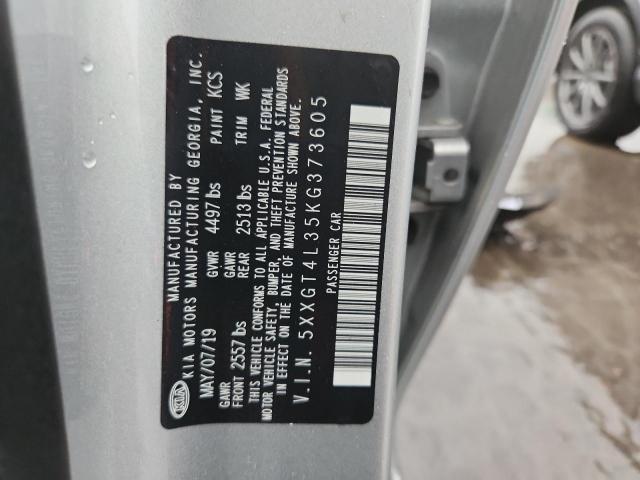 KIA
MANUFACTURED BY
KIA MOTORS MANUFACTURING GEORGIA, INC.
MAY/07/19 GVWR 4497 lbs PAINT KCS
GAWR FRONT 2557 lbs GAWR REAR 2513 lbs TRIM WK
THIS VEHICLE CONFORMS TO ALL APPLICABLE U.S.A. FEDERAL
MOTOR VEHICLE SAFETY, BUMPER, AND THEFT PREVENTION STANDARDS
IN EFFECT ON THE DATE OF MANUFACTURE SHOWN ABOVE.
V.I.N. 5XXGT4L35KG373605
PASSENGER CAR